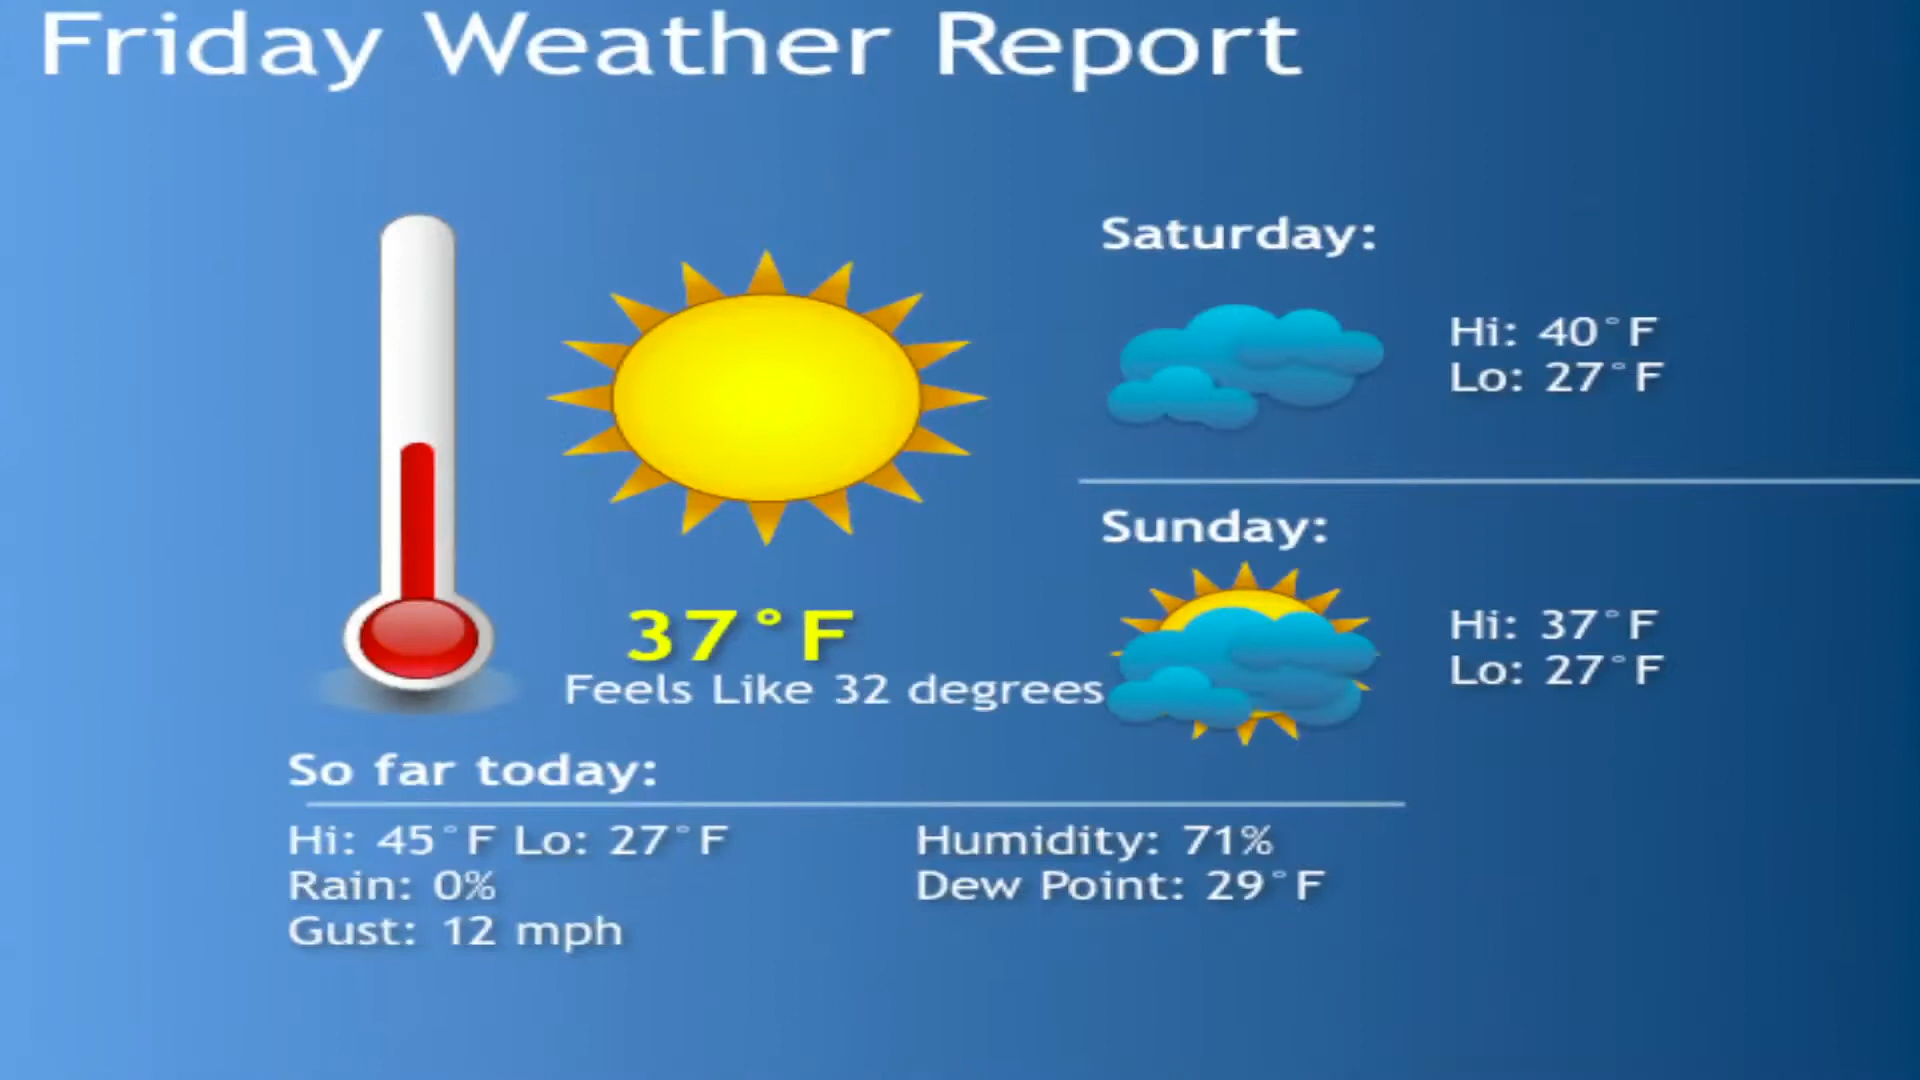 Friday Weather Report
37°F
Feels Like 32 degrees
Saturday:
Hi: 40°F
Lo: 27°F
Sunday:
Hi: 37°F
Lo: 27°F
So far today:
Hi: 45°F Lo: 27°F
Rain: 0%
Gust: 12 mph
Humidity: 71%
Dew Point: 29°F